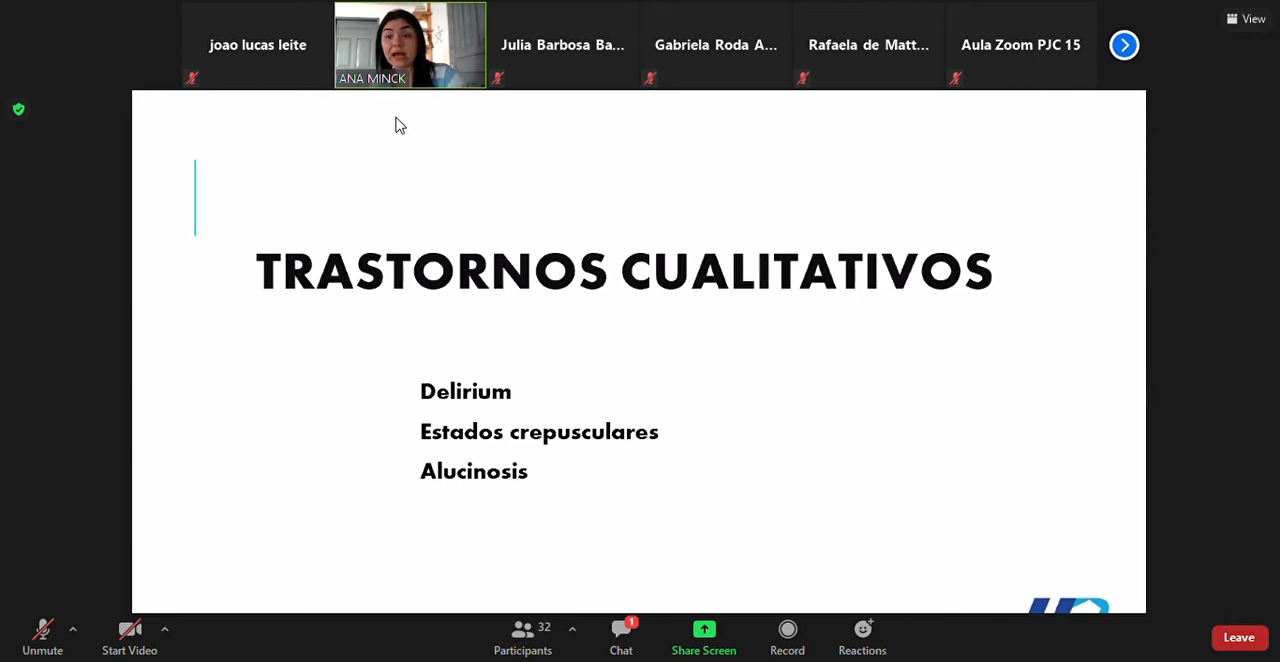 View
joao lucas leite
ANA MINCK
Julia Barbosa Ba...
Gabriela Roda A...
Rafaela de Matt...
Aula Zoom PJC 15
TRASTORNOS CUALITATIVOS
Delirium
Estados crepusculares
Alucinosis
Unmute
Start Video
32
Participants
1
Chat
Share Screen
Record
Reactions
Leave